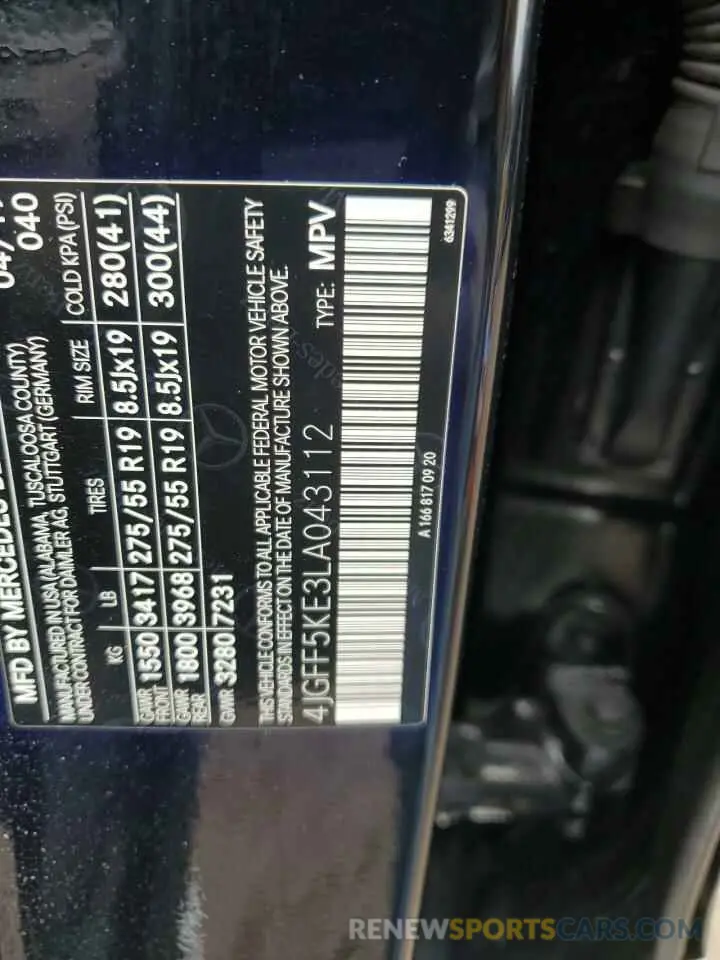 MFD BY MERCEDES
040
MANUFACTURED IN USA (ALABAMA, TUSCALOOSA COUNTY)
UNDER CONTRACT FOR DAIMLER AG, STUTTGART (GERMANY)
KG LB TIRES RIM SIZE COLD KPA (PSI)
GAWR FRONT 1550 3417 275/55 R19 8.5Jx19 280(41)
GAWR REAR 1800 3968 275/55 R19 8.5Jx19 300(44)
GWR 3280 7231
THIS VEHICLE CONFORMS TO ALL APPLICABLE FEDERAL MOTOR VEHICLE SAFETY
STANDARDS IN EFFECT ON THE DATE OF MANUFACTURE SHOWN ABOVE.
4JGFF5KE3LA043112 TYPE: MPV
A 166 817 09 20
6341299
RENEWSPORTSCARS.COM